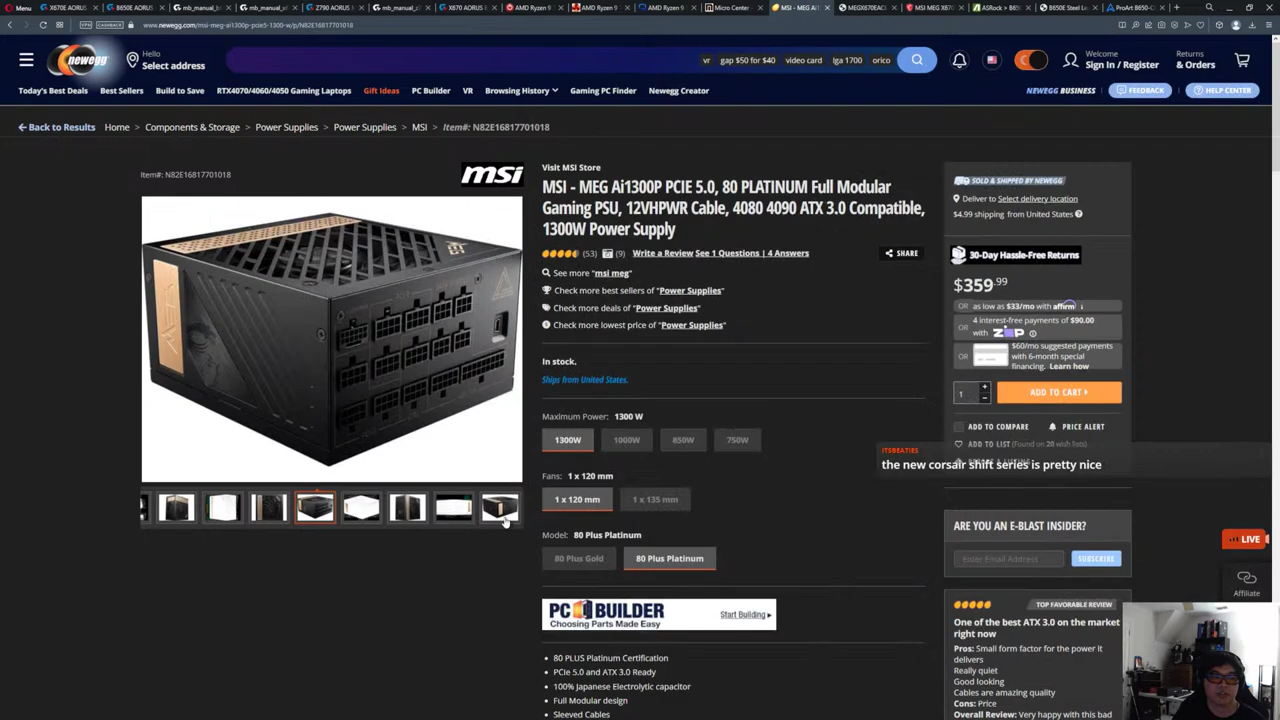 Menu
X670E AORUS
B650E AORUS
mb_manual_b
mb_manual_
Z790 AORUS
mb_manual_
X670 AORUS
AMD Ryzen 9
AMD Ryzen 9
AMD Ryzen 9
Micro Center
MSI - MEG Ai
MEGX670EAC
MSI MEG X67
ASRock > B65
B650E Steel Le
ProArt B650-C
www.newegg.com/msi-meg-ai1300p-pcie5-1300-w/p/N82E16817701018
newegg
Hello
Select address
vr
gap $50 for $40
video card
lga 1700
orico
Welcome
Sign In / Register
Returns
& Orders
Today's Best Deals
Best Sellers
Build to Save
RTX4070/4060/4050 Gaming Laptops
Gift Ideas
PC Builder
VR
Browsing History
Gaming PC Finder
Newegg Creator
NEWEGG BUSINESS
FEEDBACK
HELP CENTER
Back to Results
Home
Components & Storage
Power Supplies
Power Supplies
MSI
Item#: N82E16817701018
Item#: N82E16817701018
msi
Visit MSI Store
MSI - MEG Ai1300P PCIE 5.0, 80 PLATINUM Full Modular
Gaming PSU, 12VHPWR Cable, 4080 4090 ATX 3.0 Compatible,
1300W Power Supply
(53)
(9)
Write a Review
See 1 Questions | 4 Answers
SHARE
See more "msi meg"
Check more best sellers of "Power Supplies"
Check more deals of "Power Supplies"
Check more lowest price of "Power Supplies"
In stock.
Ships from United States.
Maximum Power: 1300 W
1300W
1000W
850W
750W
Fans: 1 x 120 mm
1 x 120 mm
1 x 135 mm
Model: 80 Plus Platinum
80 Plus Gold
80 Plus Platinum
PC BUILDER
Choosing Parts Made Easy
Start Building
80 PLUS Platinum Certification
PCIe 5.0 and ATX 3.0 Ready
100% Japanese Electrolytic capacitor
Full Modular design
Sleeved Cables
SOLD & SHIPPED BY NEWEGG
Deliver to Select delivery location
$4.99 shipping from United States
30-Day Hassle-Free Returns
$359.99
OR
as low as $33/mo with affirm
OR
4 interest-free payments of $90.00
with ZIP
OR
$60/mo suggested payments
with 6-month special
financing. Learn how
1
ADD TO CART
ADD TO COMPARE
PRICE ALERT
ADD TO LIST (Found on 20 wish lists)
ITSBEATIES
the new corsair shift series is pretty nice
ARE YOU AN E-BLAST INSIDER?
Enter Email Address
SUBSCRIBE
LIVE
Affiliate
TOP FAVORABLE REVIEW
One of the best ATX 3.0 on the market
right now
Pros: Small form factor for the power it
delivers
Really quiet
Good looking
Cables are amazing quality
Cons: Price
Overall Review: Very happy with this bad